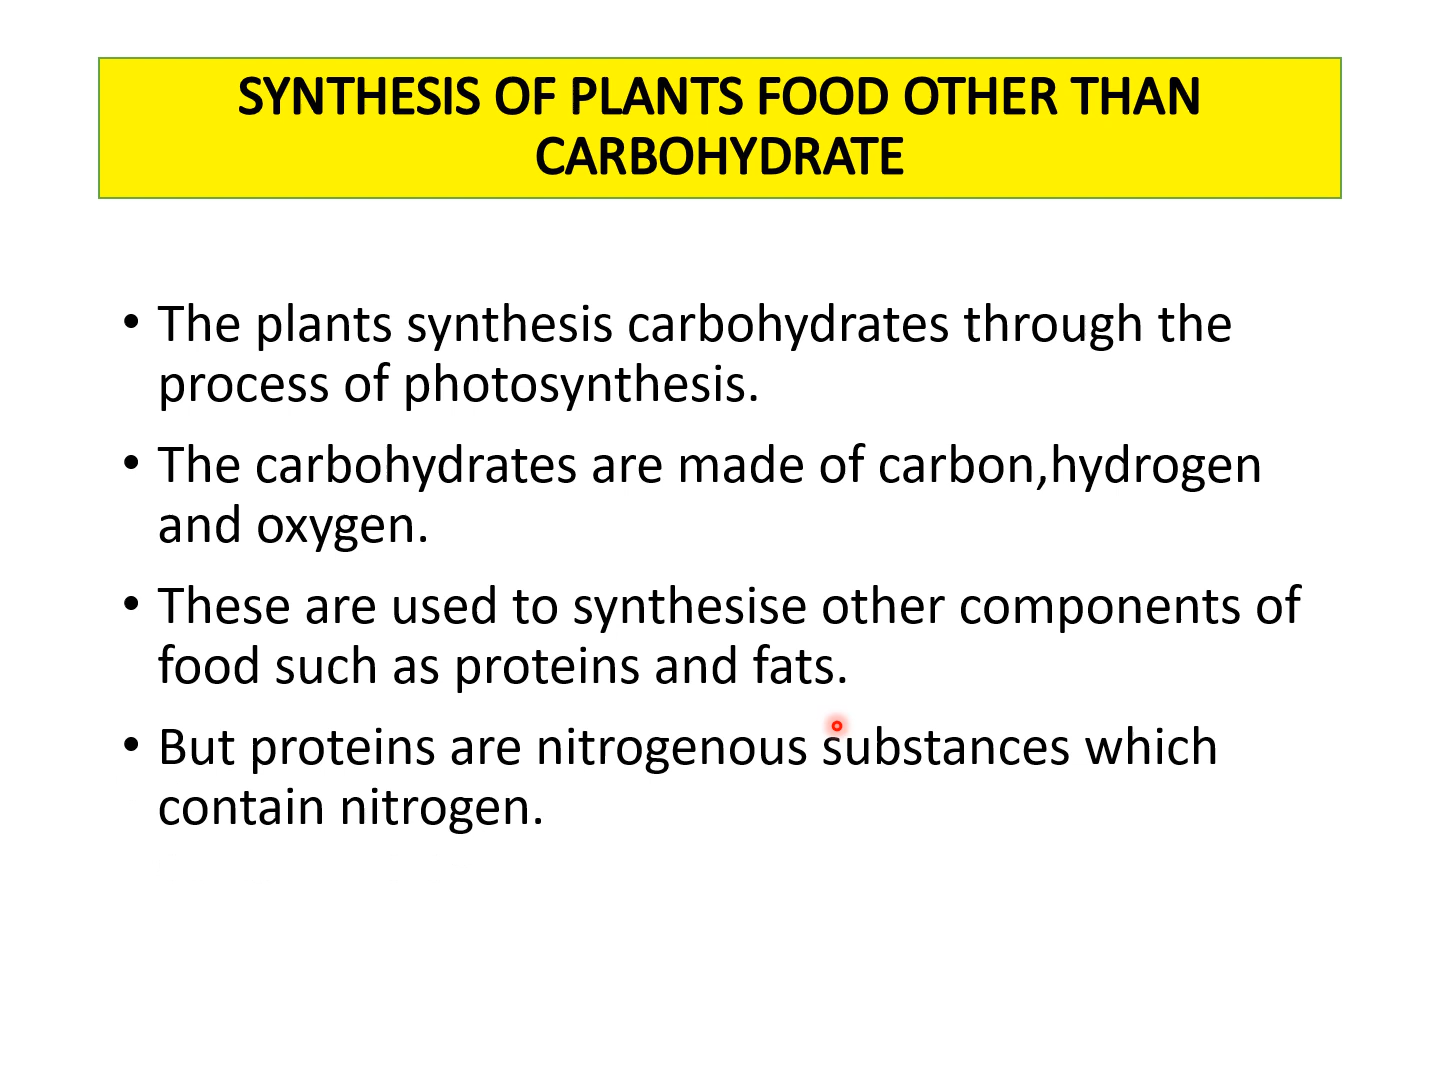 SYNTHESIS OF PLANTS FOOD OTHER THAN
CARBOHYDRATE
• The plants synthesis carbohydrates through the
process of photosynthesis.
• The carbohydrates are made of carbon,hydrogen
and oxygen.
• These are used to synthesise other components of
food such as proteins and fats.
• But proteins are nitrogenous substances which
contain nitrogen.